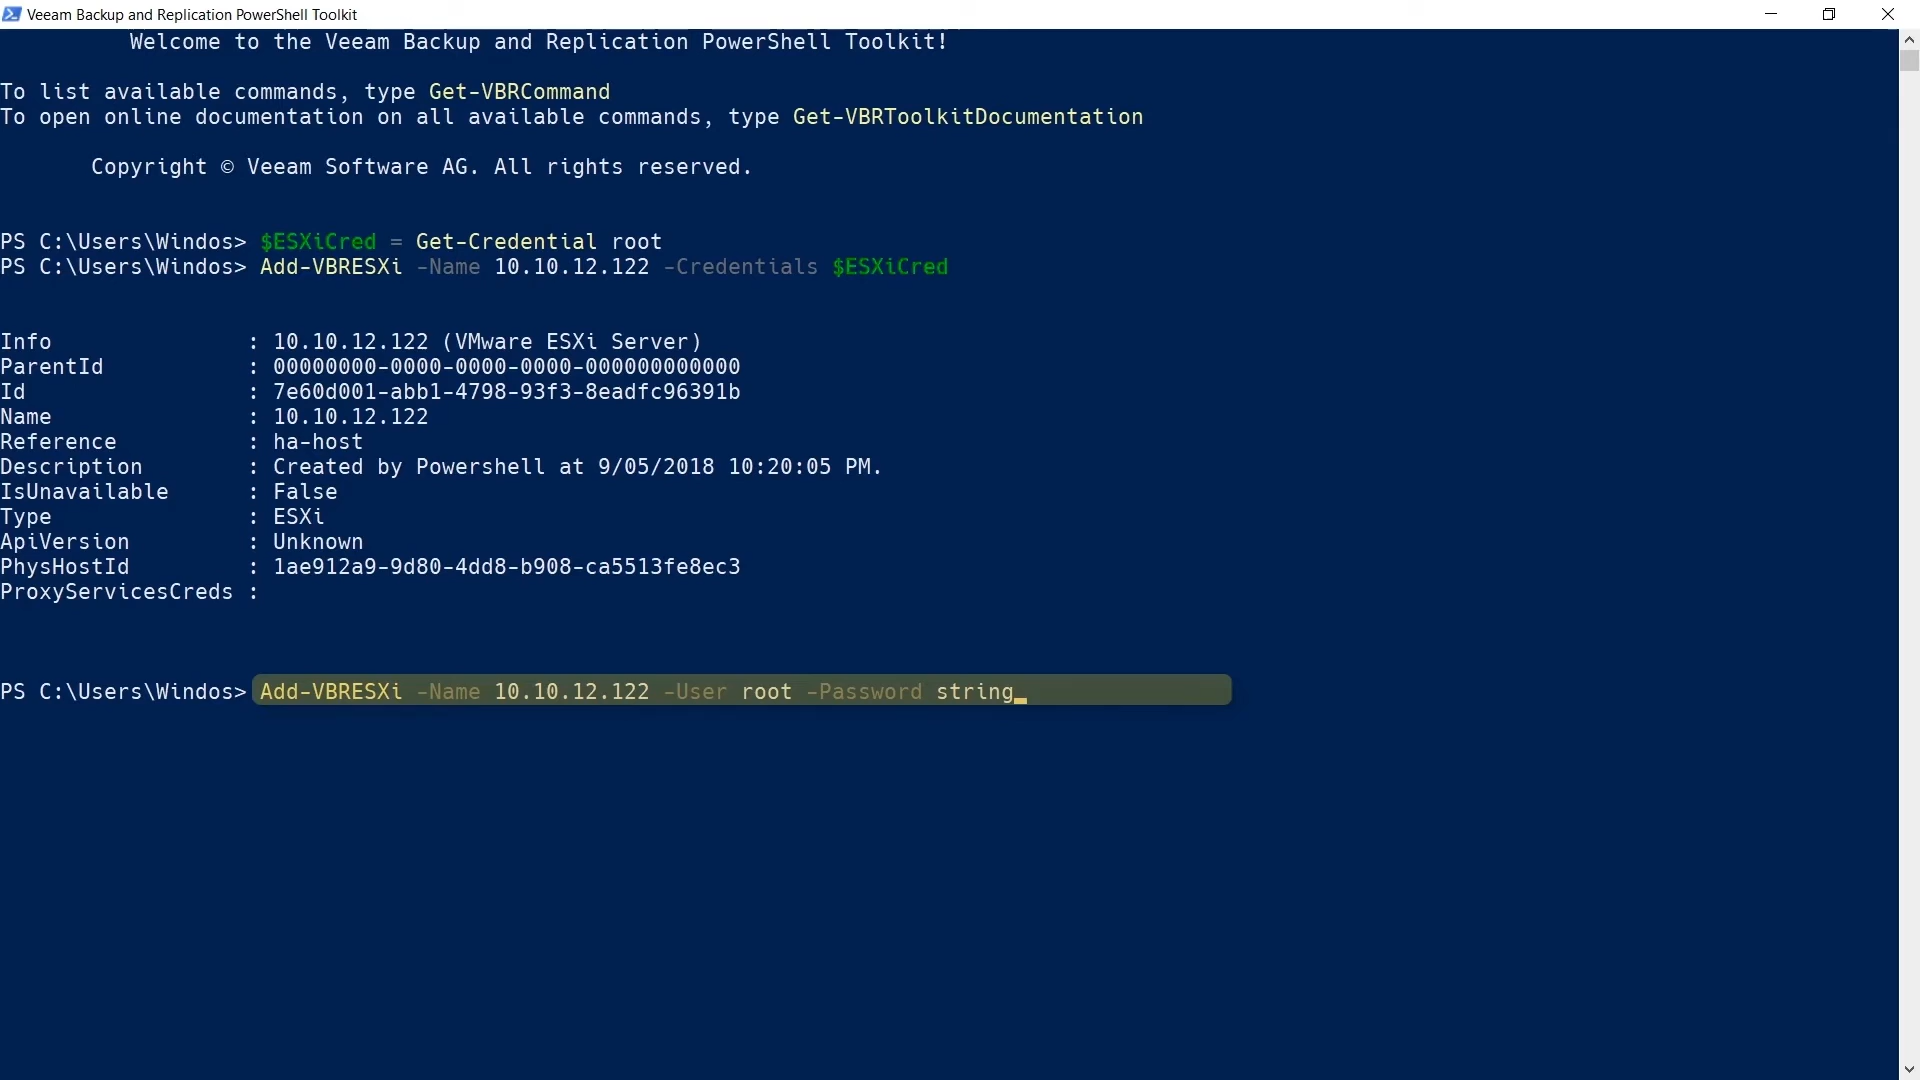 Veeam Backup and Replication PowerShell Toolkit
Welcome to the Veeam Backup and Replication PowerShell Toolkit!
To list available commands, type Get-VBRCommand
To open online documentation on all available commands, type Get-VBRToolkitDocumentation
Copyright © Veeam Software AG. All rights reserved.
PS C:\Users\Windos> $ESXiCred = Get-Credential root
PS C:\Users\Windos> Add-VBRESXi -Name 10.10.12.122 -Credentials $ESXiCred
Info : 10.10.12.122 (VMware ESXi Server)
ParentId : 00000000-0000-0000-0000-000000000000
Id : 7e60d001-abb1-4798-93f3-8eadfc96391b
Name : 10.10.12.122
Reference : ha-host
Description : Created by Powershell at 9/05/2018 10:20:05 PM.
IsUnavailable : False
Type : ESXi
ApiVersion : Unknown
PhysHostId : 1ae912a9-9d80-4dd8-b908-ca5513fe8ec3
ProxyServicesCreds :
PS C:\Users\Windos> Add-VBRESXi -Name 10.10.12.122 -User root -Password string_